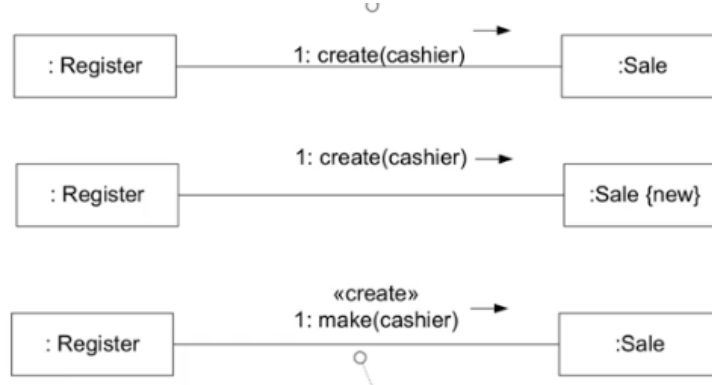 : Register
1: create(cashier)
:Sale
: Register
1: create(cashier)
:Sale {new}
: Register
«create»
1: make(cashier)
:Sale